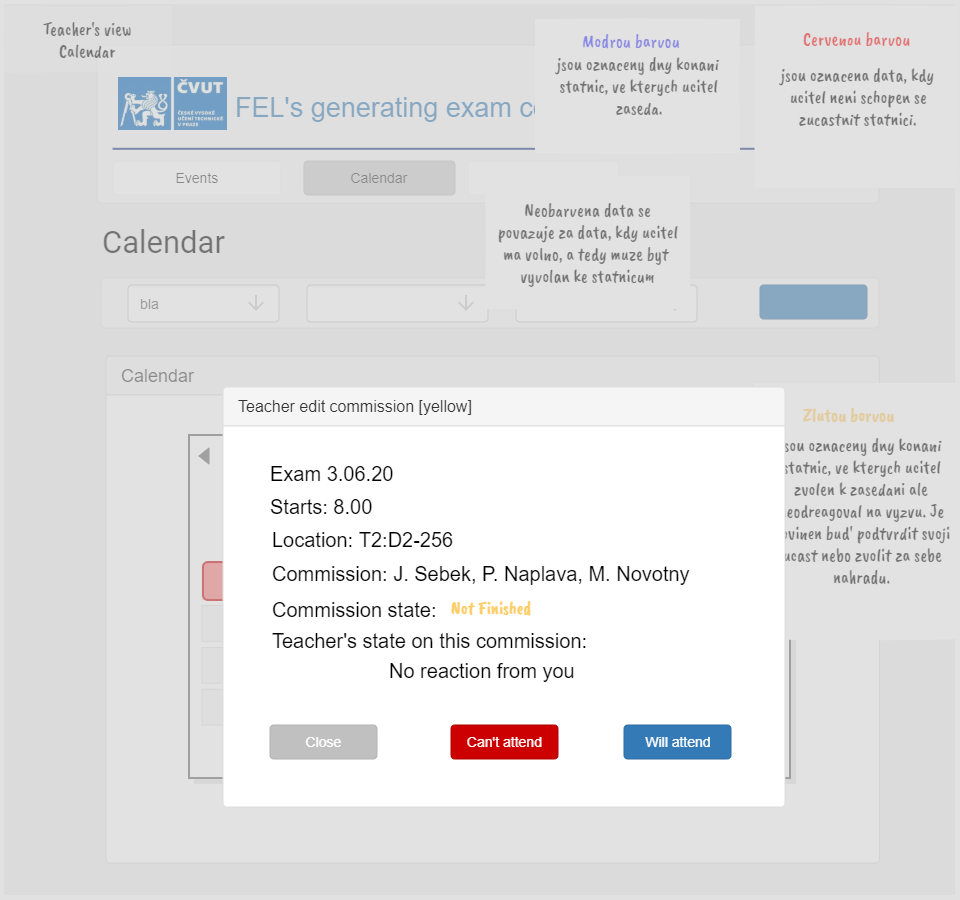 Teacher's view
Calendar
Modrou barvou
jsou oznaceny dny konani
statnic, ve kterych ucitel
zaseda.
Cervenou barvou
jsou oznacena data, kdy
ucitel neni schopen se
zucastnit statnici.
ČVUT
ČESKÉ VYSOKÉ
UČENÍ TECHNICKÉ
V PRAZE
FEL's generating exam co
Events
Calendar
Neobarvena data se
povazuje za data, kdy ucitel
ma volno, a tedy muze byt
vyvolan ke statnicum
Calendar
bla
Calendar
Teacher edit commission [yellow]
Exam 3.06.20
Starts: 8.00
Location: T2:D2-256
Commission: J. Sebek, P. Naplava, M. Novotny
Commission state: Not Finished
Teacher's state on this commission:
No reaction from you
Close
Can't attend
Will attend
Zlutou barvou
sou oznaceny dny konani
statnic, ve kterych ucitel
zvolen k zasedani ale
neodreagoval na vyzvu. Je
ovinen bud' podtvrdit svoji
ucast nebo zvolit za sebe
nahradu.